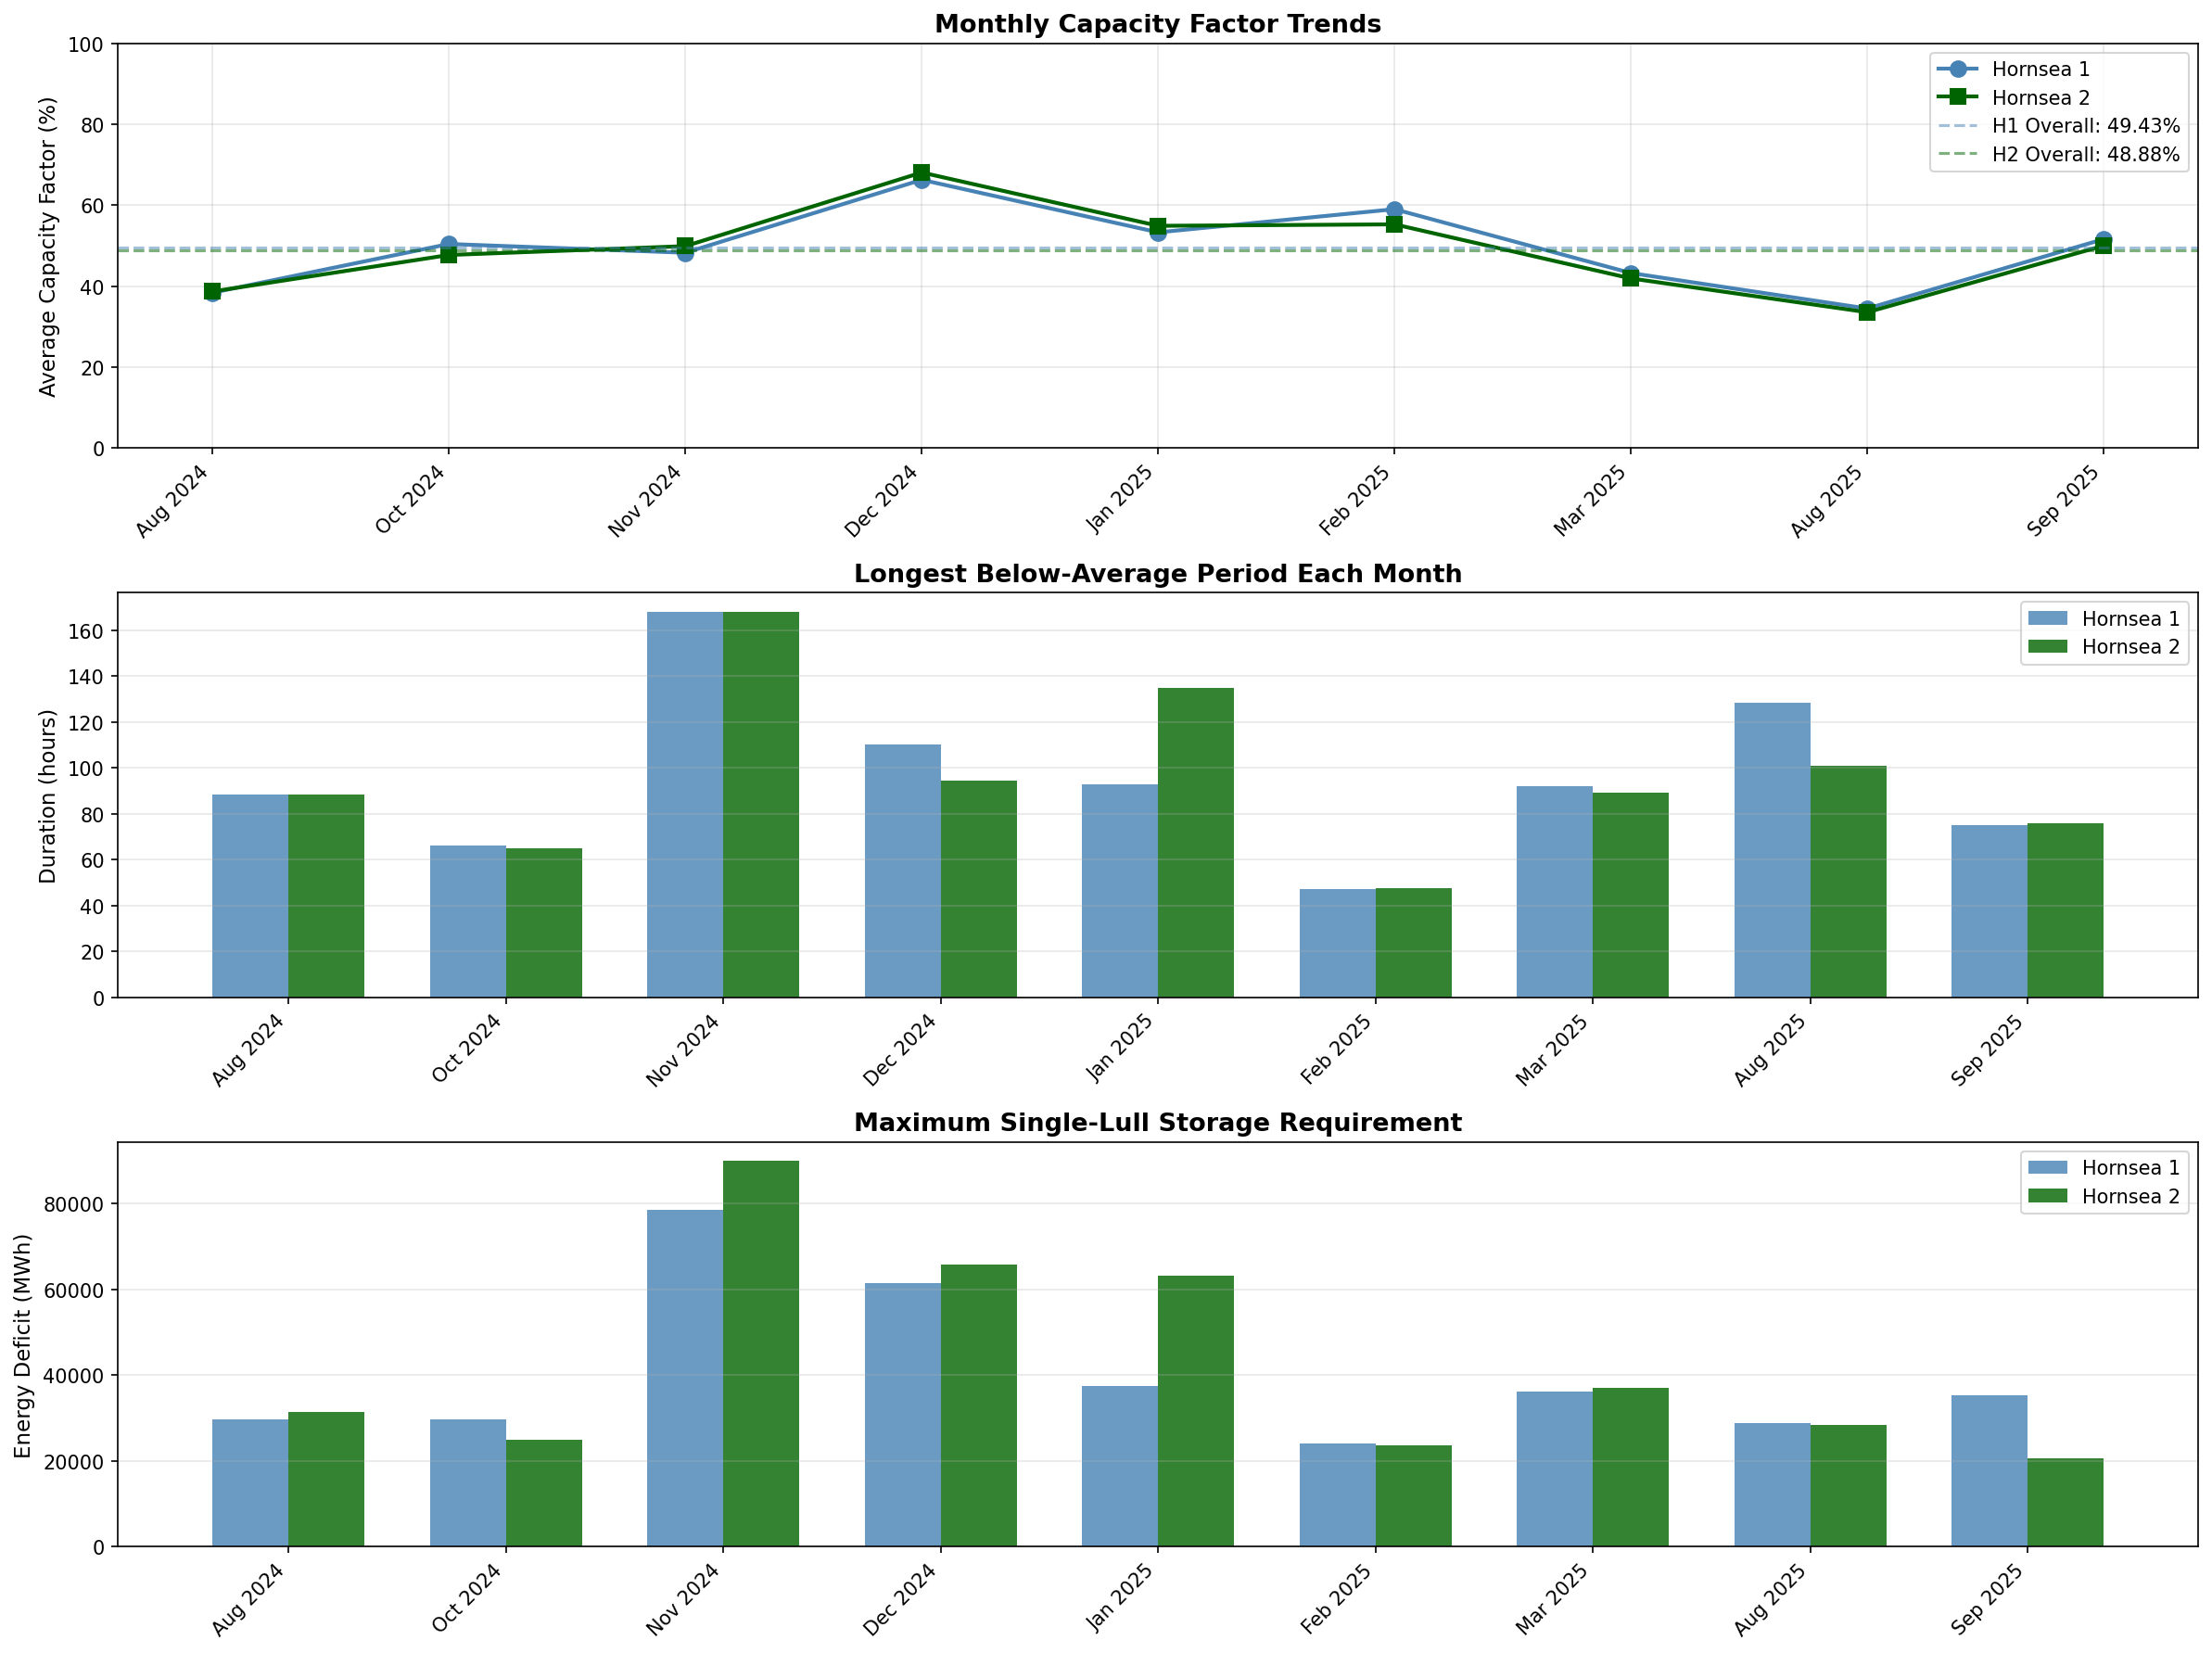 Monthly Capacity Factor Trends
Average Capacity Factor (%)
100
80
60
40
20
0
Hornsea 1
Hornsea 2
H1 Overall: 49.43%
H2 Overall: 48.88%
Aug 2024
Oct 2024
Nov 2024
Dec 2024
Jan 2025
Feb 2025
Mar 2025
Aug 2025
Sep 2025
Longest Below-Average Period Each Month
Duration (hours)
160
140
120
100
80
60
40
20
0
Hornsea 1
Hornsea 2
Aug 2024
Oct 2024
Nov 2024
Dec 2024
Jan 2025
Feb 2025
Mar 2025
Aug 2025
Sep 2025
Maximum Single-Lull Storage Requirement
Energy Deficit (MWh)
80000
60000
40000
20000
0
Hornsea 1
Hornsea 2
Aug 2024
Oct 2024
Nov 2024
Dec 2024
Jan 2025
Feb 2025
Mar 2025
Aug 2025
Sep 2025